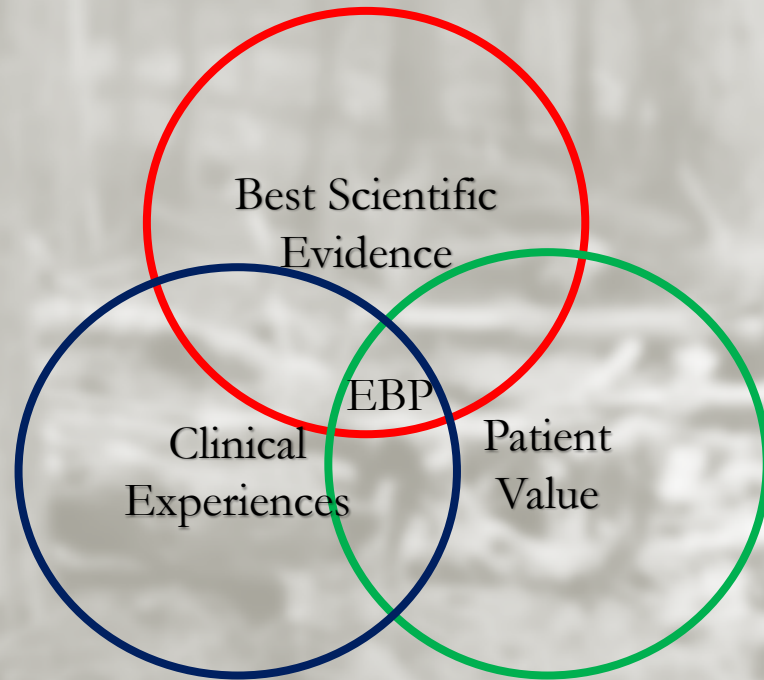 Best Scientific
Evidence
EBP
Clinical
Experiences
Patient
Value